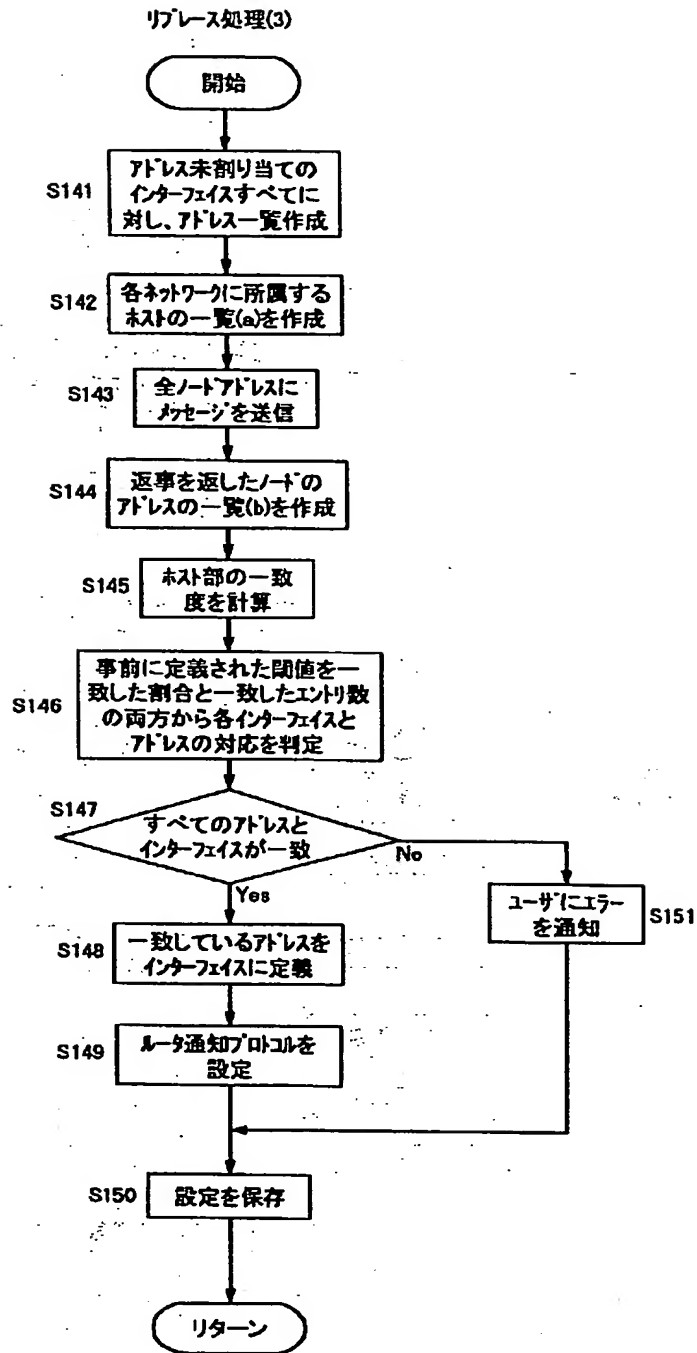 リプレース処理(3)
開始
S141
アドレス未割り当ての
インターフェイスすべてに
対し、アドレス一覧作成
S142
各ネットワークに所属する
ホストの一覧(a)を作成
S143
全ノードアドレスに
メッセージを送信
S144
返事を返したノードの
アドレスの一覧(b)を作成
S145
ホスト部の一致
度を計算
S146
事前に定義された閾値を一
致した割合と一致したエントリ数
の両方から各インターフェイスと
アドレスの対応を判定
S147
すべてのアドレスと
インターフェイスが一致
No
Yes
ユーザにエラー
を通知
S151
S148
一致しているアドレスを
インターフェイスに定義
S149
ルータ通知プロトコルを
設定
S150
設定を保存
リターン